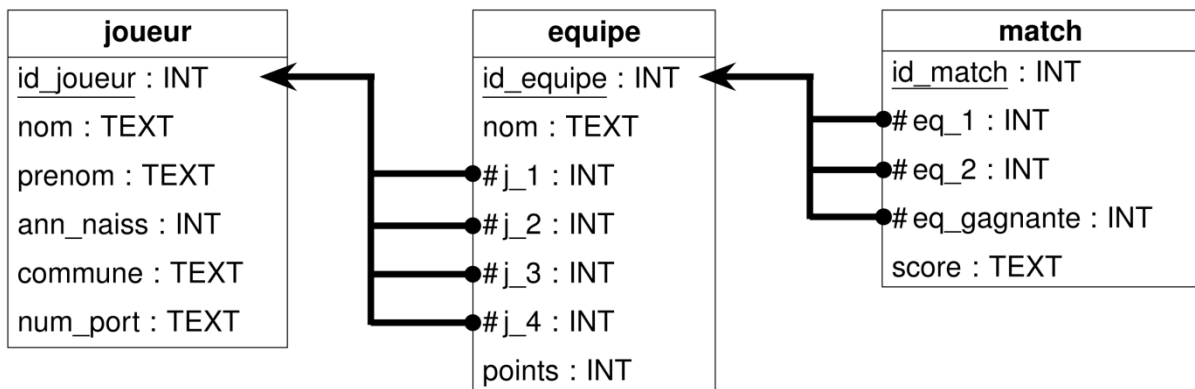 joueur
id_joueur : INT
nom : TEXT
prenom : TEXT
ann_naiss : INT
commune : TEXT
num_port : TEXT
equipe
id_equipe : INT
nom : TEXT
#j_1 : INT
#j_2 : INT
#j_3 : INT
#j_4 : INT
points : INT
match
id_match : INT
#eq_1 : INT
#eq_2 : INT
#eq_gagnante : INT
score : TEXT